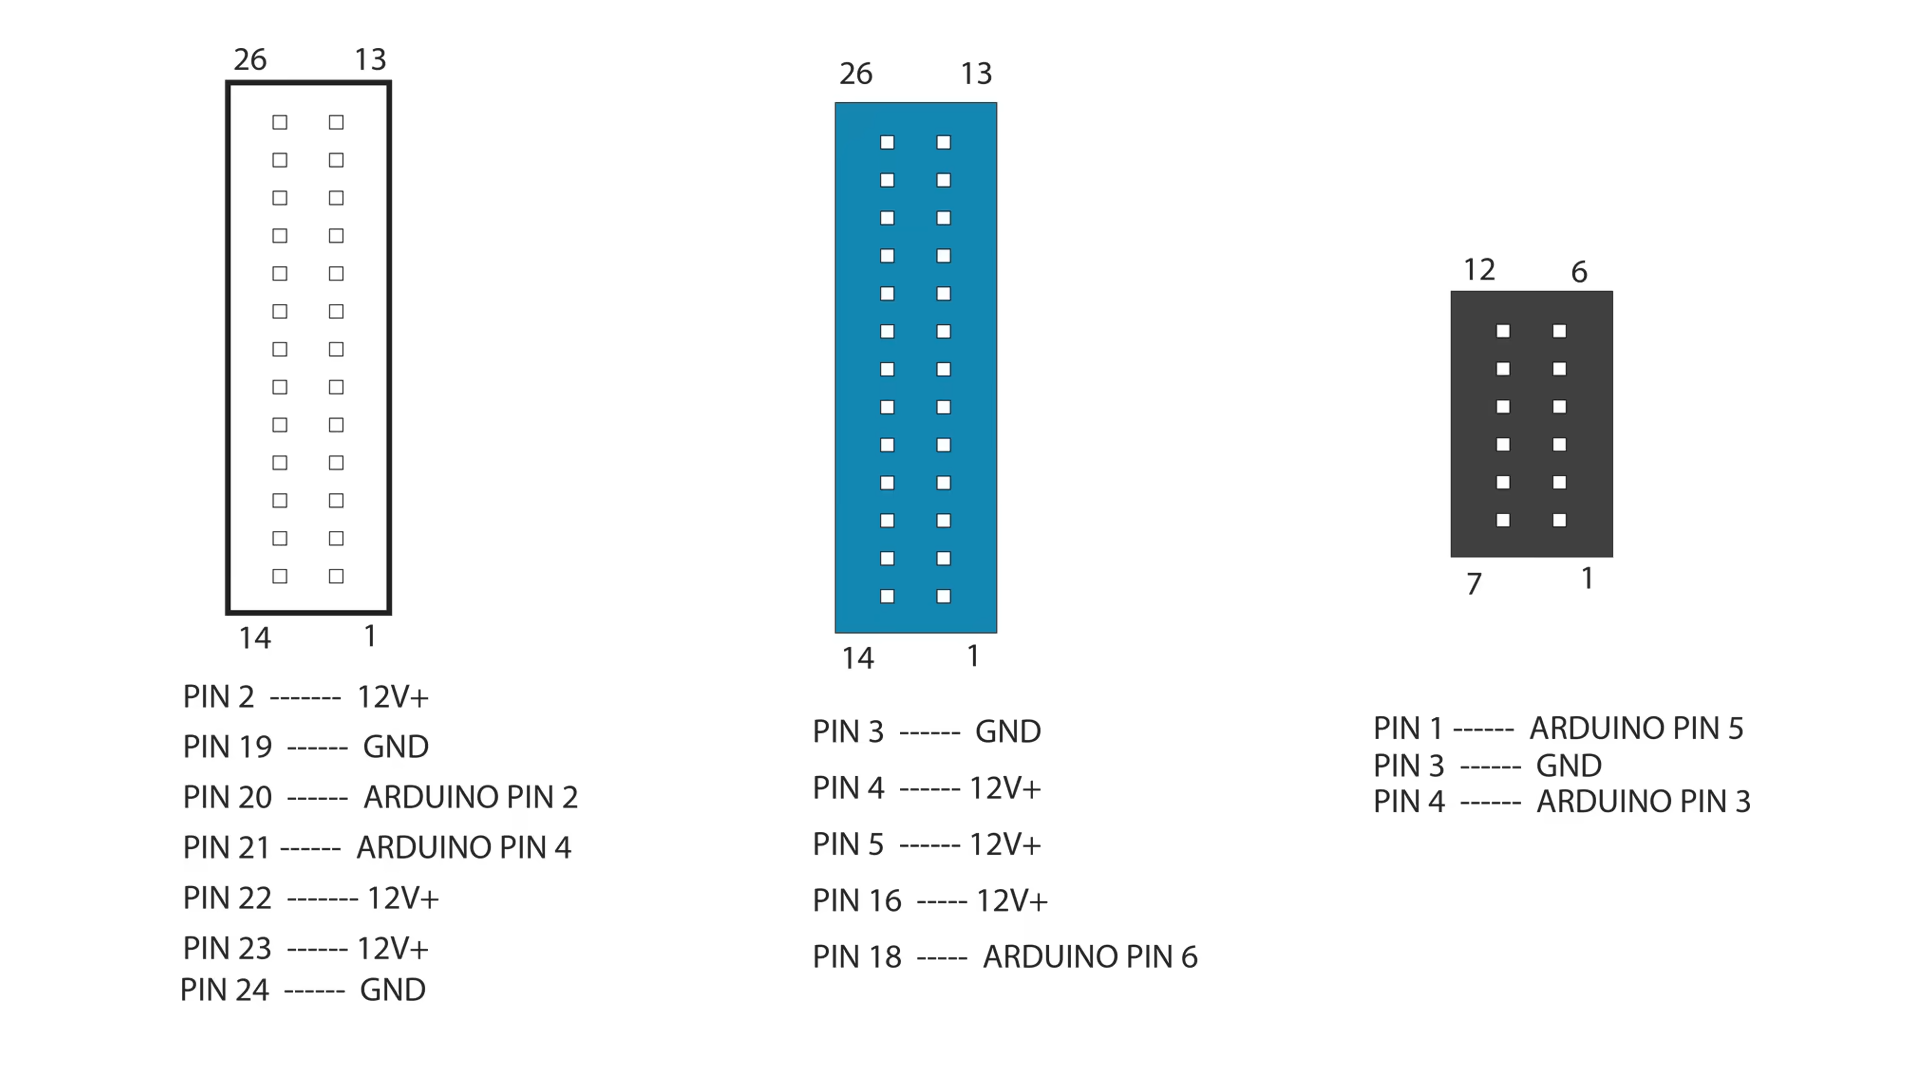 26 13
14 1
PIN 2 ------- 12V+
PIN 19 ------ GND
PIN 20 ------ ARDUINO PIN 2
PIN 21 ------ ARDUINO PIN 4
PIN 22 ------- 12V+
PIN 23 ------ 12V+
PIN 24 ------ GND
26 13
14 1
PIN 3 ------ GND
PIN 4 ------ 12V+
PIN 5 ------ 12V+
PIN 16 ----- 12V+
PIN 18 ----- ARDUINO PIN 6
12 6
7 1
PIN 1 ------ ARDUINO PIN 5
PIN 3 ------ GND
PIN 4 ------ ARDUINO PIN 3